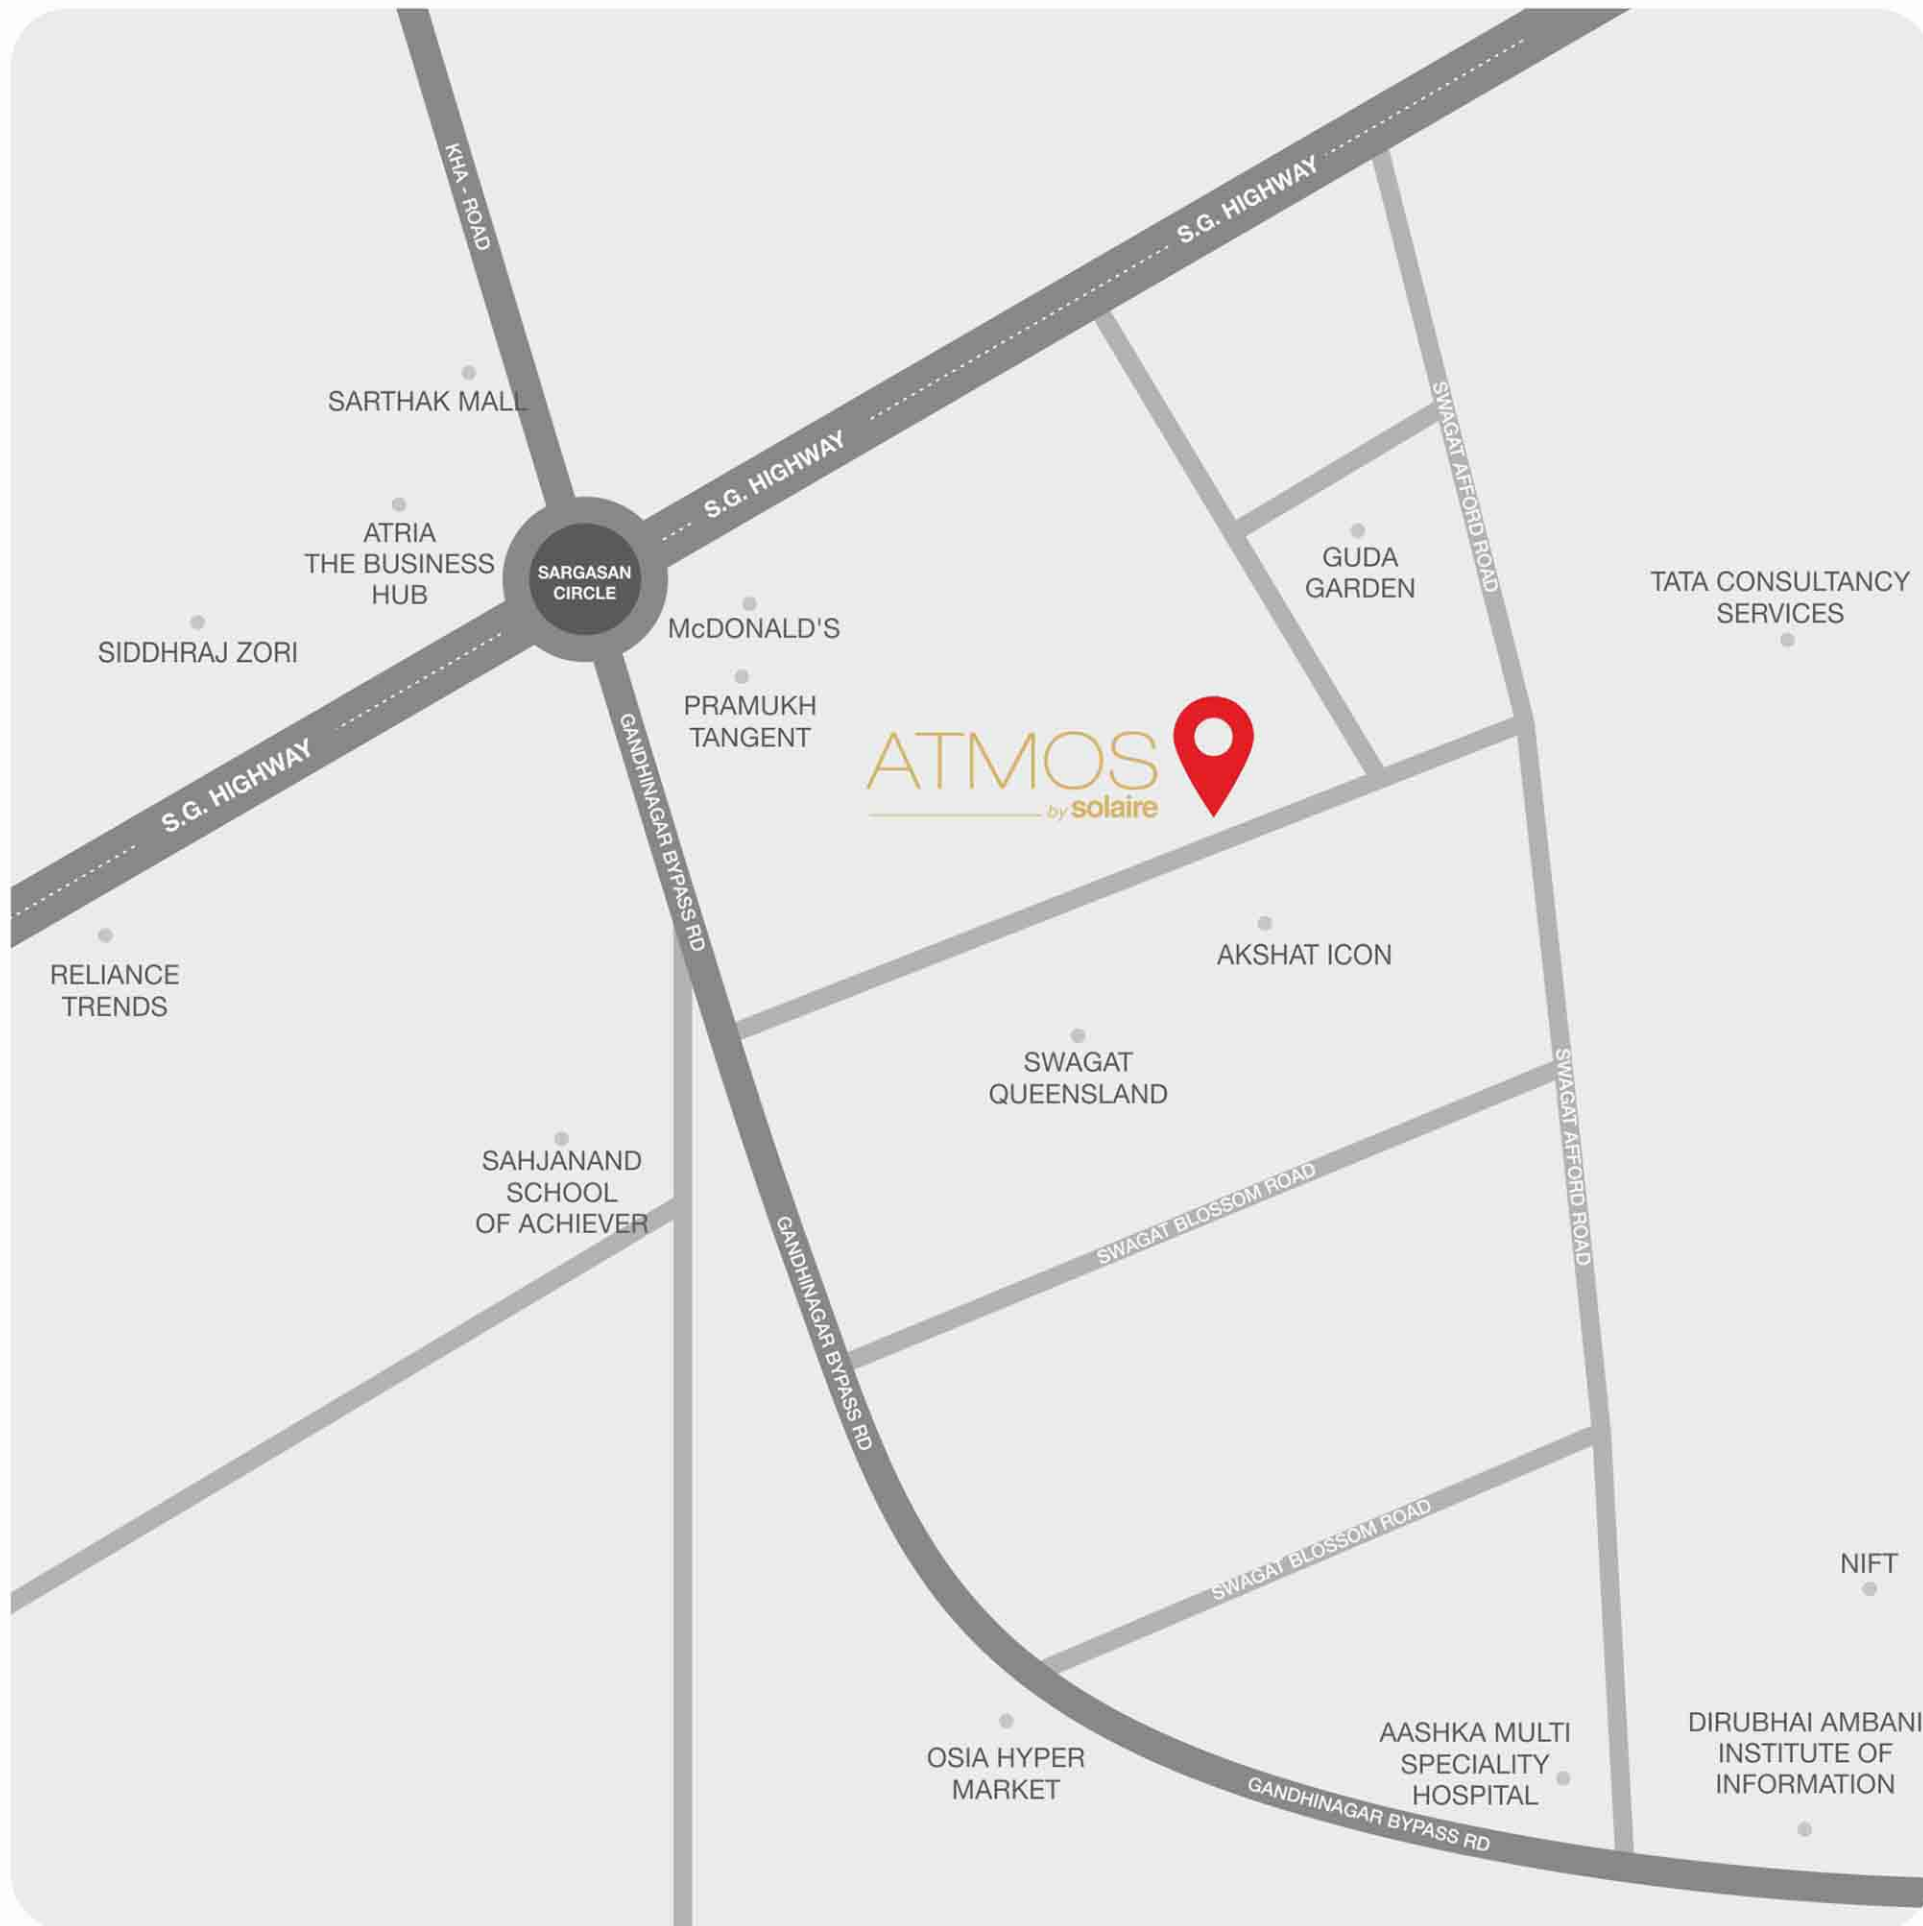 KHA - ROAD
S.G. HIGHWAY
SARTHAK MALL
S.G. HIGHWAY
SWAGAT AFFORD ROAD
ATRIA
THE BUSINESS
HUB
SARGASAN
CIRCLE
GUDA
GARDEN
TATA CONSULTANCY
SERVICES
McDONALD'S
SIDDHRAJ ZORI
PRAMUKH
TANGENT
ATMOS
by solaire
S.G. HIGHWAY
GANDHINAGAR BYPASS RD
RELIANCE
TRENDS
AKSHAT ICON
SWAGAT
QUEENSLAND
SWAGAT AFFORD ROAD
SAHJANAND
SCHOOL
OF ACHIEVER
SWAGAT BLOSSOM ROAD
GANDHINAGAR BYPASS RD
SWAGAT BLOSSOM ROAD
NIFT
OSIA HYPER
MARKET
AASHKA MULTI
SPECIALITY
HOSPITAL
DIRUBHAI AMBANI
INSTITUTE OF
INFORMATION
GANDHINAGAR BYPASS RD